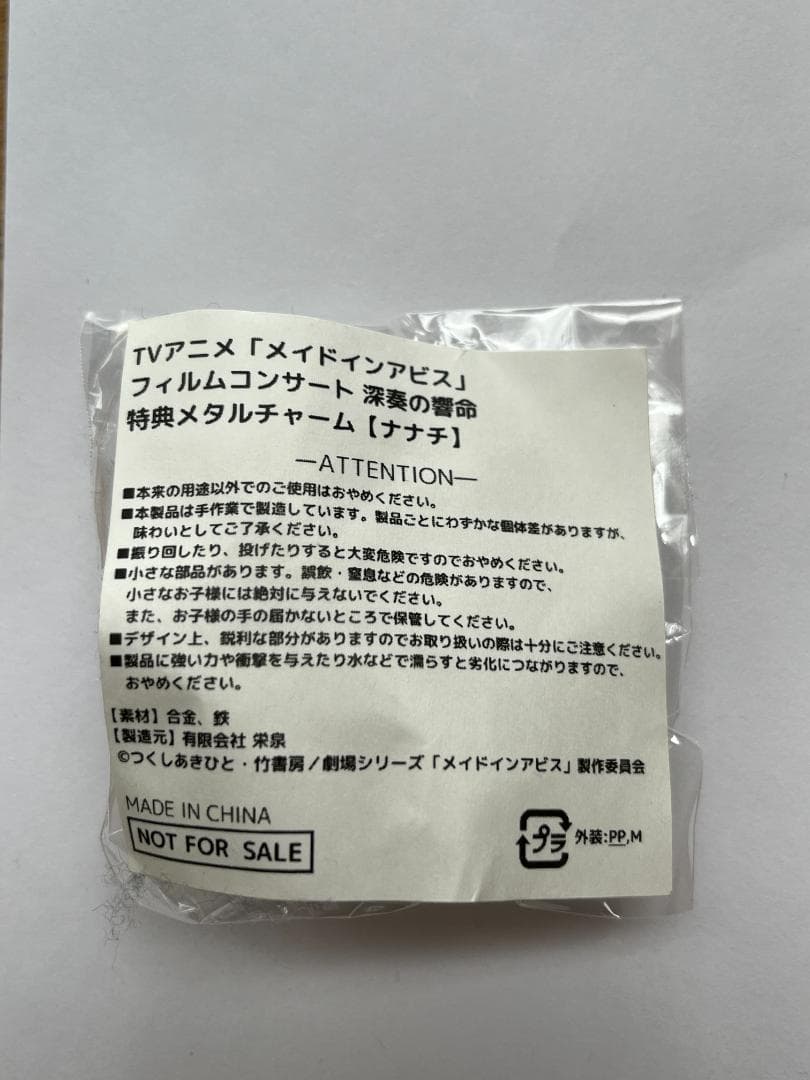 TVアニメ「メイドインアビス」
フィルムコンサート 深奏の響命
特典メタルチャーム【ナナチ】
—ATTENTION—
■本来の用途以外でのご使用はおやめください。
■本製品は手作業で製造しています。製品ごとにわずかな個体差がありますが、
味わいとしてご了承ください。
■振り回したり、投げたりすると大変危険ですのでおやめください。
■小さな部品があります。誤飲・窒息などの危険がありますので、
小さなお子様には絶対に与えないでください。
また、お子様の手の届かないところで保管してください。
■デザイン上、鋭利な部分がありますのでお取り扱いの際は十分にご注意ください。
■製品に強い力や衝撃を与えたり水などで濡らすと劣化につながりますので、
おやめください。
【素材】合金、鉄
【製造元】有限会社 栄泉
©つくしあきひと・竹書房/劇場シリーズ「メイドインアビス」製作委員会
MADE IN CHINA
NOT FOR SALE
プラ 外装:PP,M